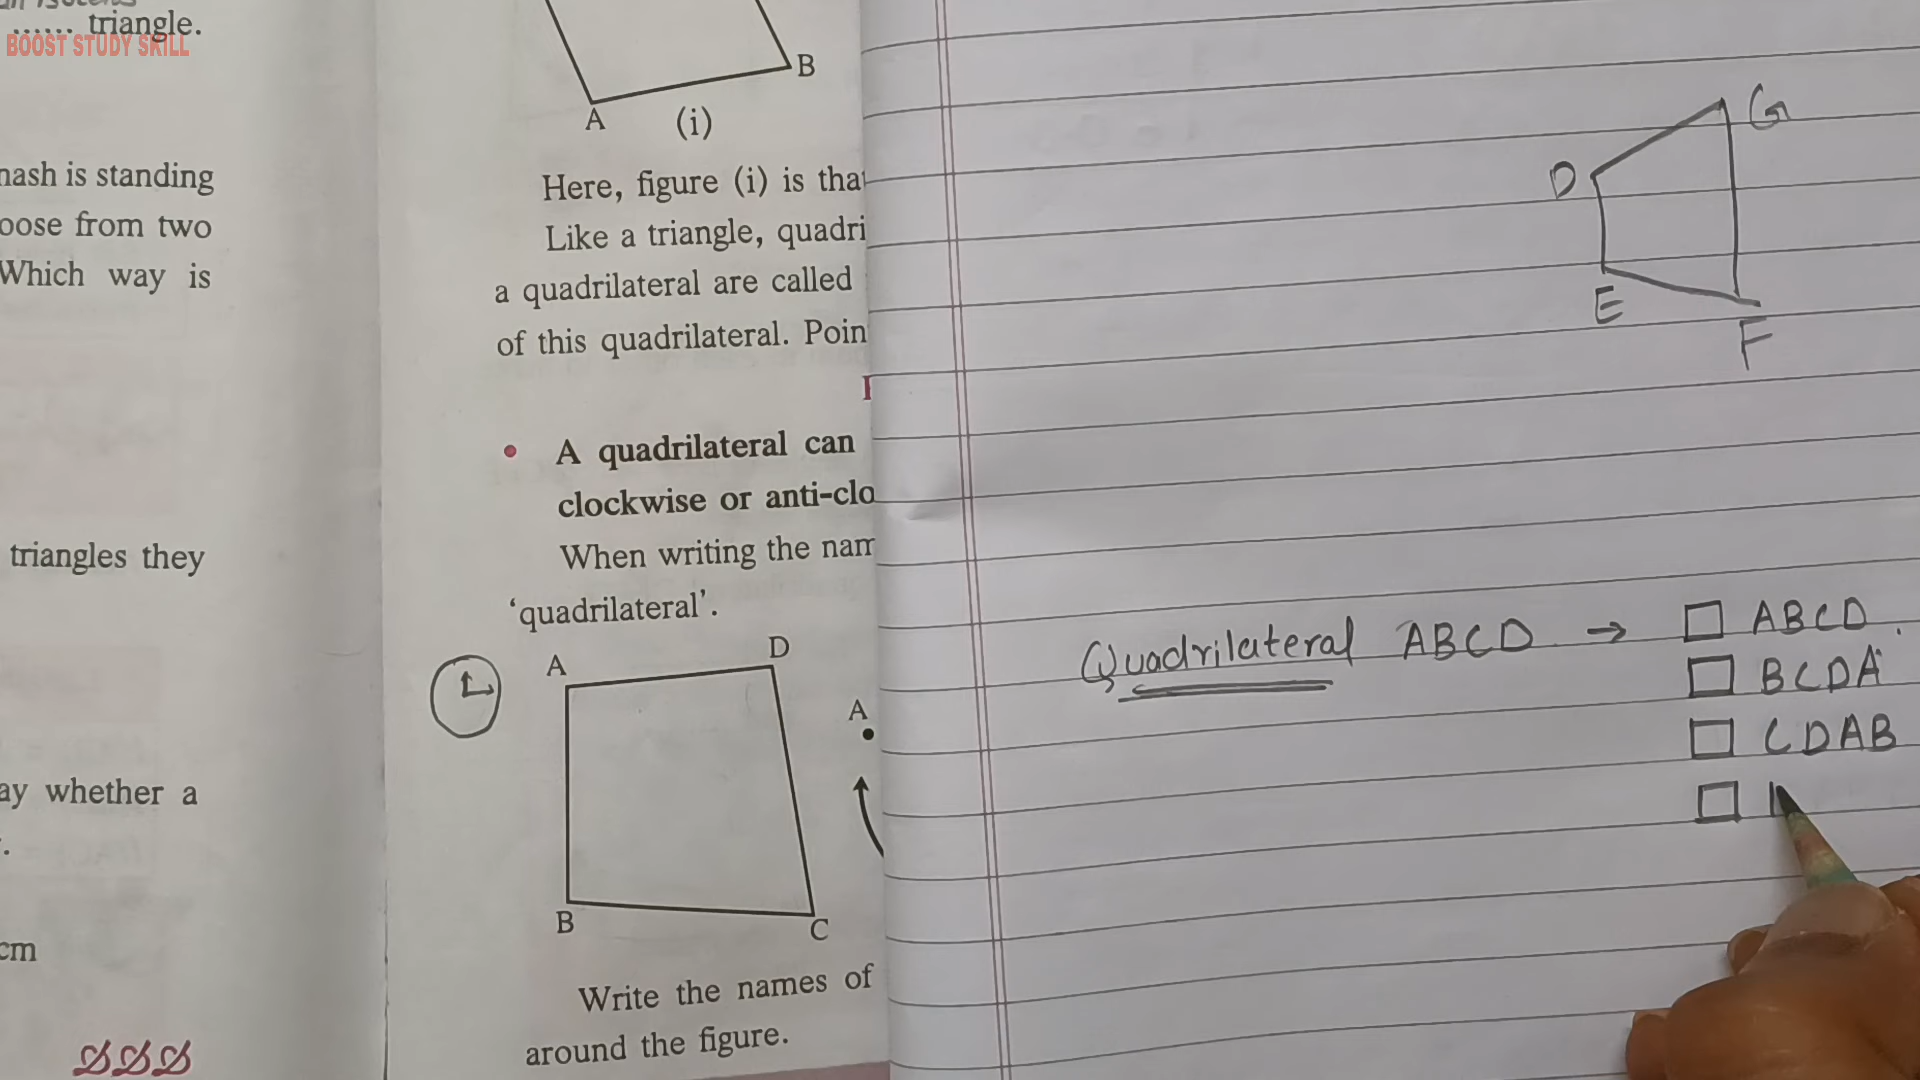 ...... triangle.
BOOST STUDY SKILL
nash is standing
oose from two
Which way is
triangles they
ay whether a
.
cm
B
A
(i)
Here, figure (i) is that
Like a triangle, quadri
a quadrilateral are called
of this quadrilateral. Poin
• A quadrilateral can
clockwise or anti-clo
When writing the nam
‘quadrilateral’.
A D
A
B C
Write the names of
around the figure.
G
D
E
F
Quadrilateral ABCD → □ ABCD.
□ BCDA
□ CDAB
□